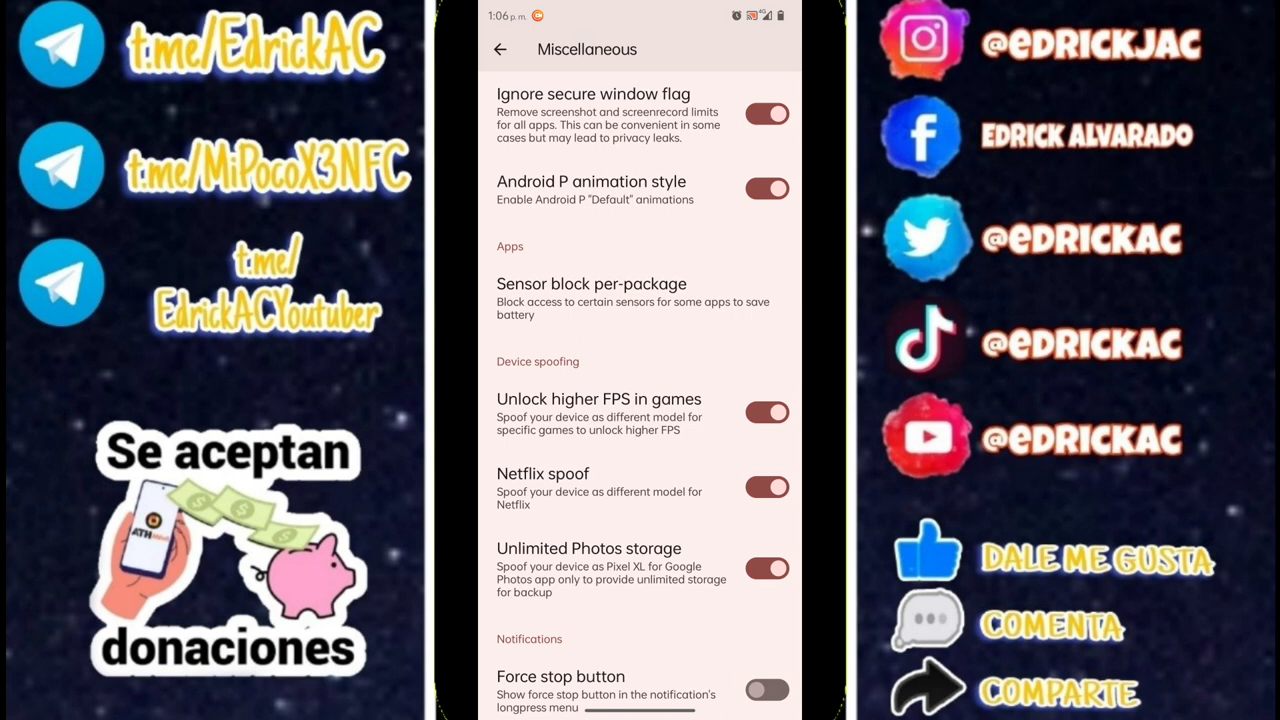 t.me/EdrickAC
t.me/MiPocoX3NFC
t.me/
EdrickACYoutuber
Se aceptan
ATH
donaciones
1:06 p. m.
4G
Miscellaneous
Ignore secure window flag
Remove screenshot and screenrecord limits
for all apps. This can be convenient in some
cases but may lead to privacy leaks.
Android P animation style
Enable Android P "Default" animations
Apps
Sensor block per-package
Block access to certain sensors for some apps to save
battery
Device spoofing
Unlock higher FPS in games
Spoof your device as different model for
specific games to unlock higher FPS
Netflix spoof
Spoof your device as different model for
Netflix
Unlimited Photos storage
Spoof your device as Pixel XL for Google
Photos app only to provide unlimited storage
for backup
Notifications
Force stop button
Show force stop button in the notification's
longpress menu
@EDRICKJAC
EDRICK ALVARADO
@EDRICKAC
@EDRICKAC
@EDRICKAC
DALE ME GUSTA
COMENTA
COMPARTE